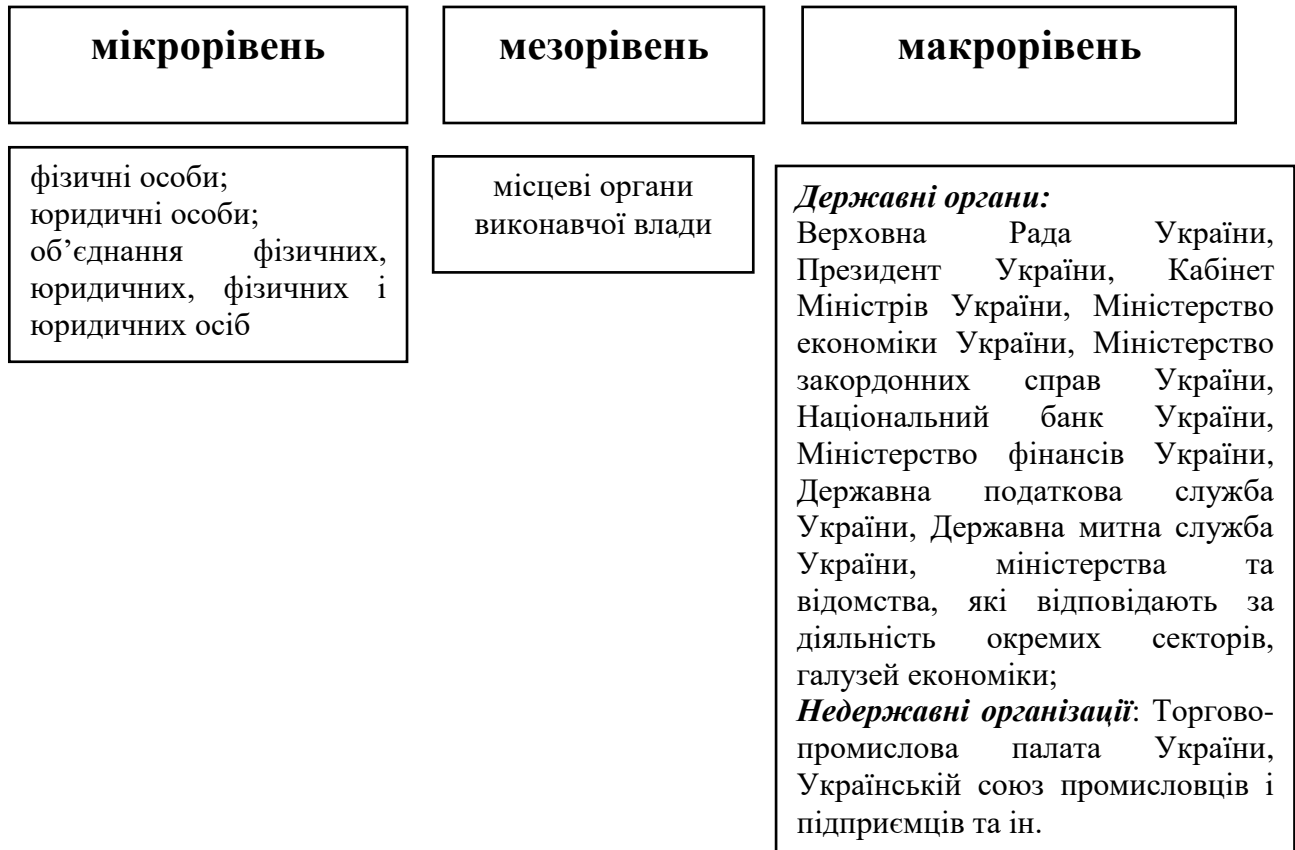 мікрорівень
мезорівень
макрорівень
фізичні особи;
юридичні особи;
об’єднання фізичних,
юридичних, фізичних і
юридичних осіб
місцеві органи
виконавчої влади
Державні органи:
Верховна Рада України,
Президент України, Кабінет
Міністрів України, Міністерство
економіки України, Міністерство
закордонних справ України,
Національний банк України,
Міністерство фінансів України,
Державна податкова служба
України, Державна митна служба
України, міністерства та
відомства, які відповідають за
діяльність окремих секторів,
галузей економіки;
Недержавні організації: Торгово-
промислова палата України,
Українській союз промисловців і
підприємців та ін.